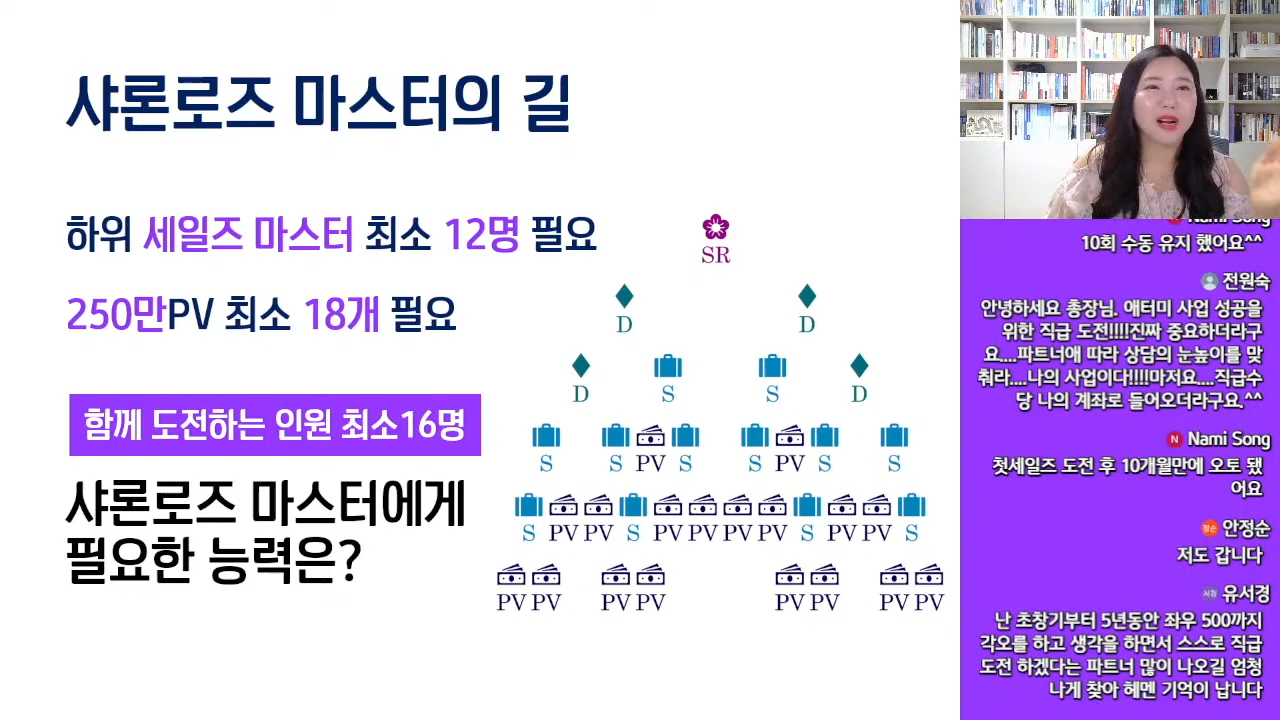 샤론로즈 마스터의 길
하위 세일즈 마스터 최소 12명 필요
250만PV 최소 18개 필요
함께 도전하는 인원 최소16명
샤론로즈 마스터에게
필요한 능력은?
SR
D D
D S S D
S S PV S S PV S S
S PV PV S PV PV PV PV S PV PV S
PV PV PV PV PV PV PV PV
Nami Song
10회 수동 유지 했어요^^
전원숙
안녕하세요 총장님. 애터미 사업 성공을
위한 직급 도전!!!!진짜 중요하더라구
요....파트너애 따라 상담의 눈높이를 맞
춰라....나의 사업이다!!!!마저요....직급수
당 나의 계좌로 들어오더라구요.^^
N Nami Song
첫세일즈 도전 후 10개월만에 오토 됐
어요
정순 안정순
저도 갑니다
서경 유서경
난 초창기부터 5년동안 좌우 500까지
각오를 하고 생각을 하면서 스스로 직급
도전 하겠다는 파트너 많이 나오길 엄청
나게 찾아 헤멘 기억이 납니다